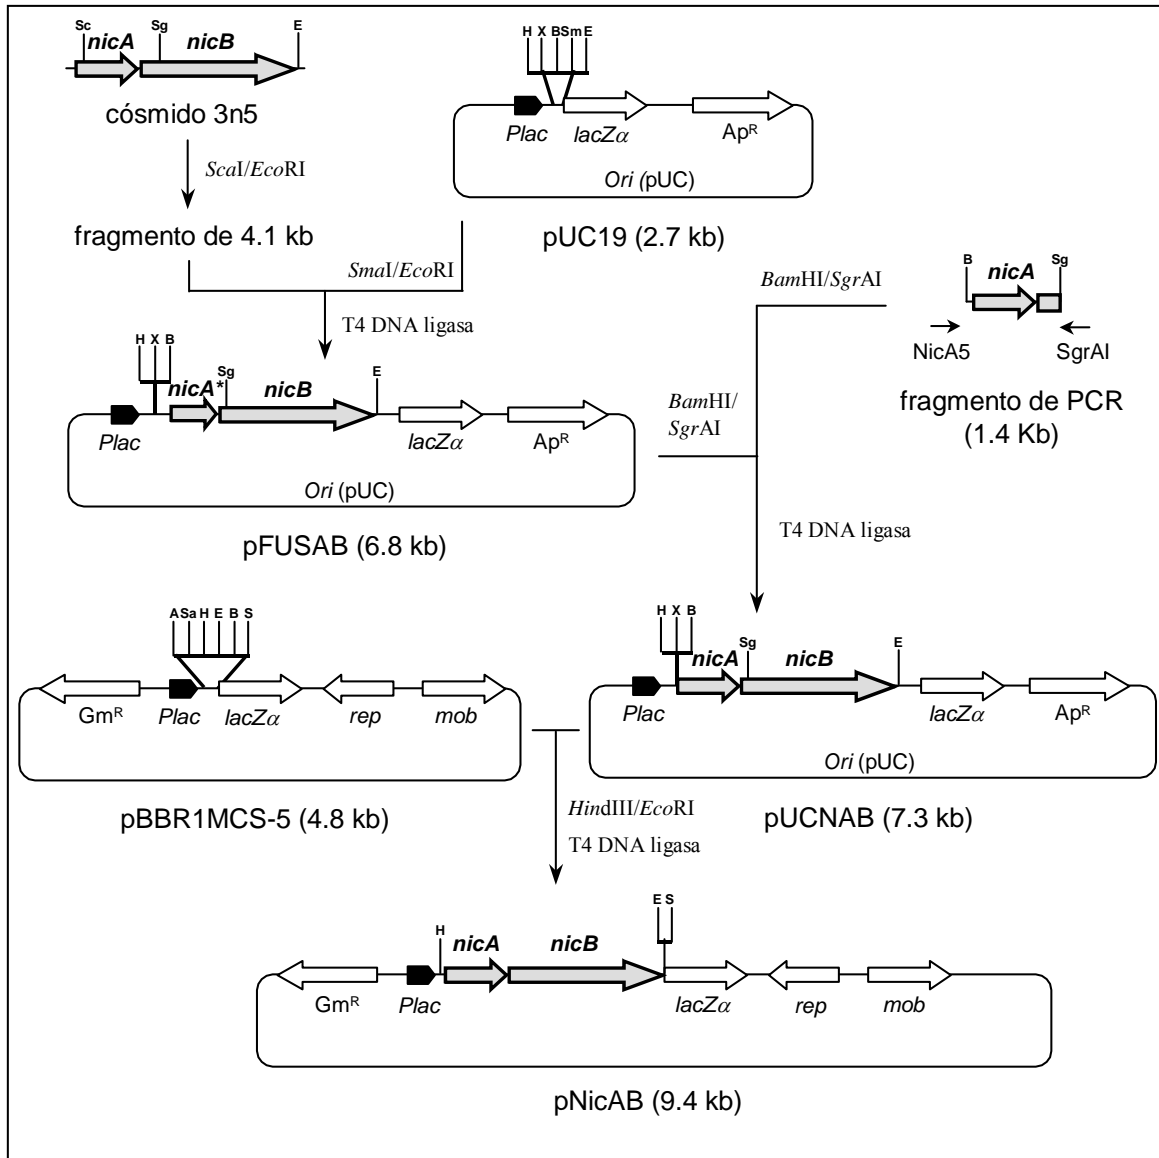 Sc Sg E
nicA nicB
cósmido 3n5
ScaI/EcoRI
fragmento de 4.1 kb
H X B Sm E
Plac lacZα ApR
Ori (pUC)
pUC19 (2.7 kb)
SmaI/EcoRI
T4 DNA ligasa
BamHI/SgrAI
B Sg
nicA
NicA5 SgrAI
fragmento de PCR
(1.4 Kb)
H X B
nicA* Sg nicB E
Plac lacZα ApR
Ori (pUC)
pFUSAB (6.8 kb)
BamHI/
SgrAI
T4 DNA ligasa
A Sa H E B S
GmR Plac lacZα rep mob
pBBR1MCS-5 (4.8 kb)
H X B
nicA Sg nicB E
Plac lacZα ApR
Ori (pUC)
pUCNAB (7.3 kb)
HindIII/EcoRI
T4 DNA ligasa
H nicA nicB E S
GmR Plac lacZα rep mob
pNicAB (9.4 kb)